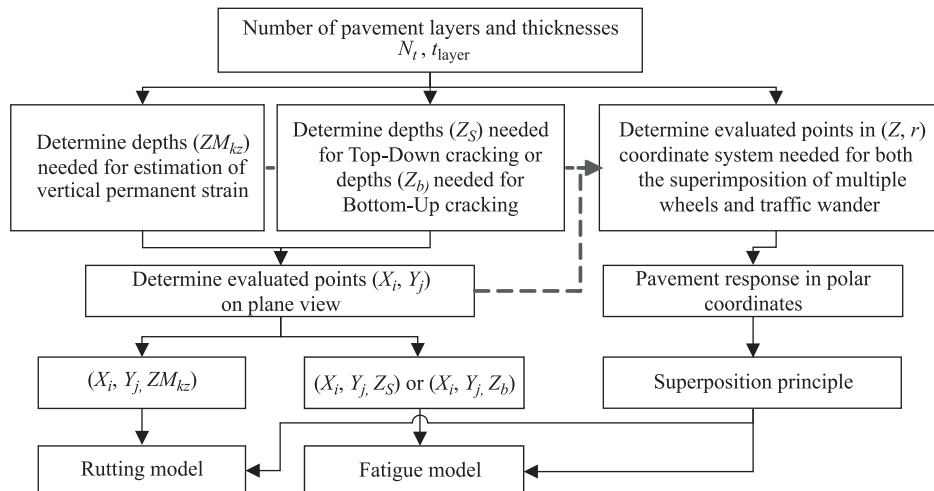 Number of pavement layers and thicknesses
Nₜ , t_layer
Determine depths (ZM_kz)
needed for estimation of
vertical permanent strain
Determine depths (Z_S) needed
for Top-Down cracking or
depths (Z_b) needed for
Bottom-Up cracking
Determine evaluated points in (Z, r)
coordinate system needed for both
the superimposition of multiple
wheels and traffic wander
Determine evaluated points (X_i, Y_j)
on plane view
Pavement response in polar
coordinates
(X_i, Y_j, ZM_kz)
(X_i, Y_j, Z_S) or (X_i, Y_j, Z_b)
Superposition principle
Rutting model
Fatigue model